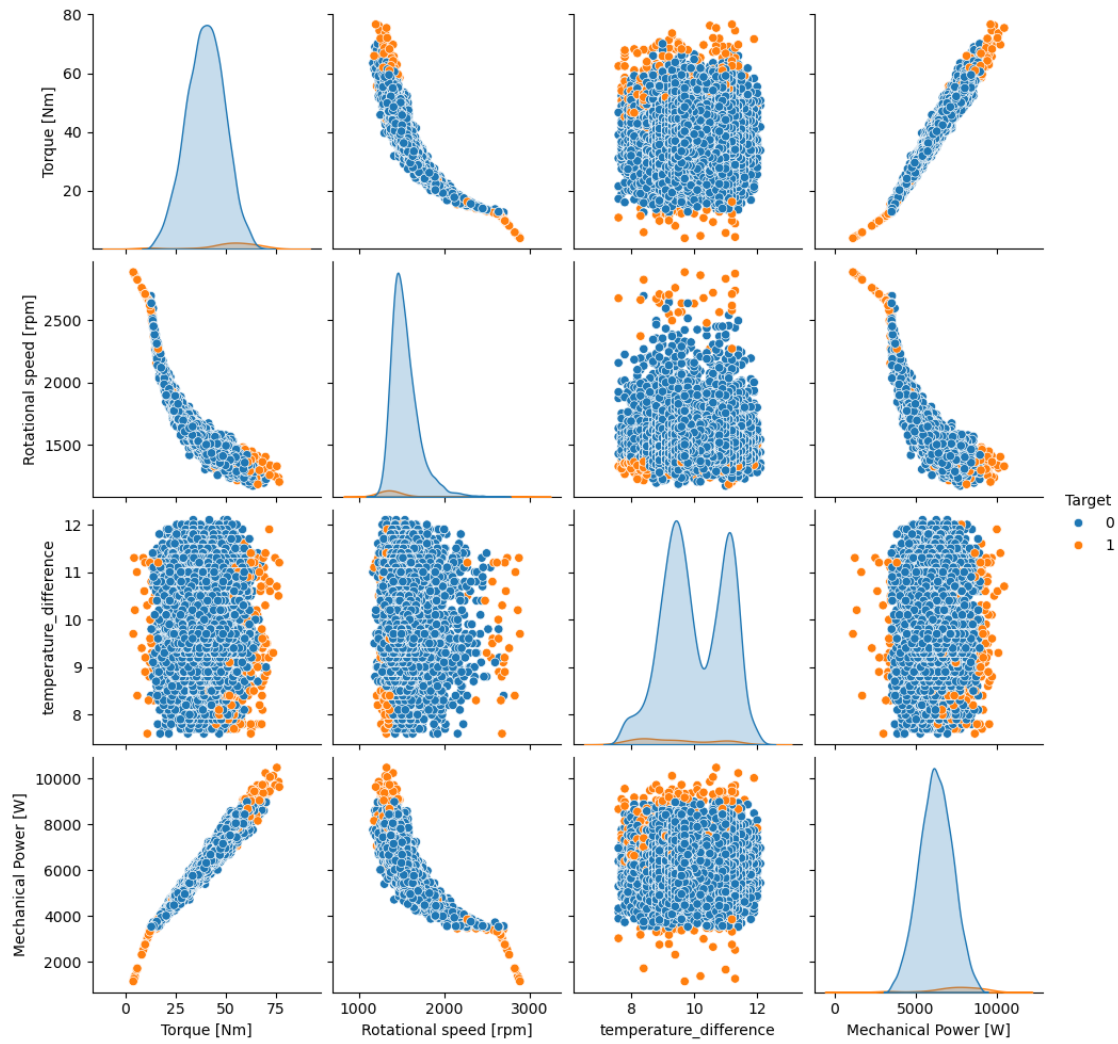 Torque [Nm]
80
60
40
20
Rotational speed [rpm]
2500
2000
1500
temperature_difference
12
11
10
9
8
Mechanical Power [W]
10000
8000
6000
4000
2000
0 25 50 75
Torque [Nm]
1000 2000 3000
Rotational speed [rpm]
8 10 12
temperature_difference
0 5000 10000
Mechanical Power [W]
Target
0
1